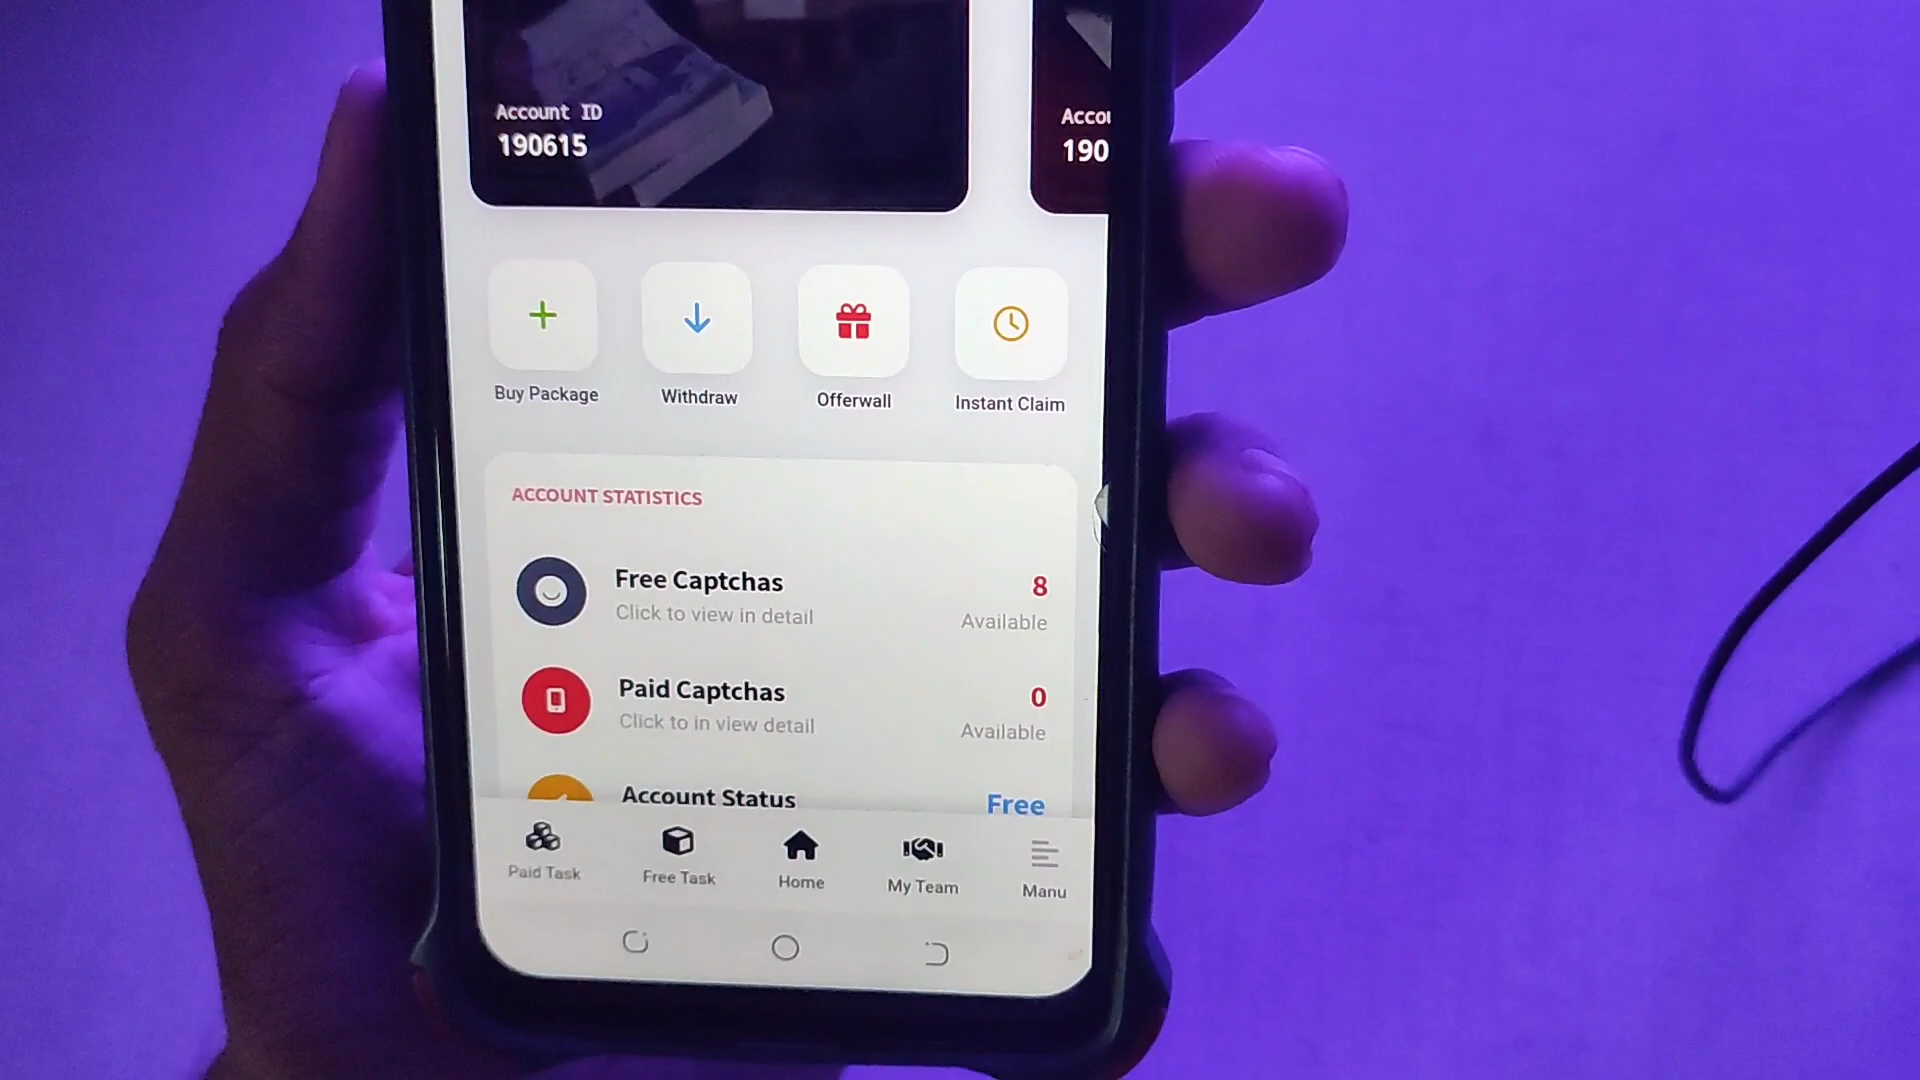 Account ID
190615
Accou
190
Buy Package
Withdraw
Offerwall
Instant Claim
ACCOUNT STATISTICS
Free Captchas
8
Click to view in detail
Available
Paid Captchas
0
Click to in view detail
Available
Account Status
Free
Paid Task
Free Task
Home
My Team
Manu